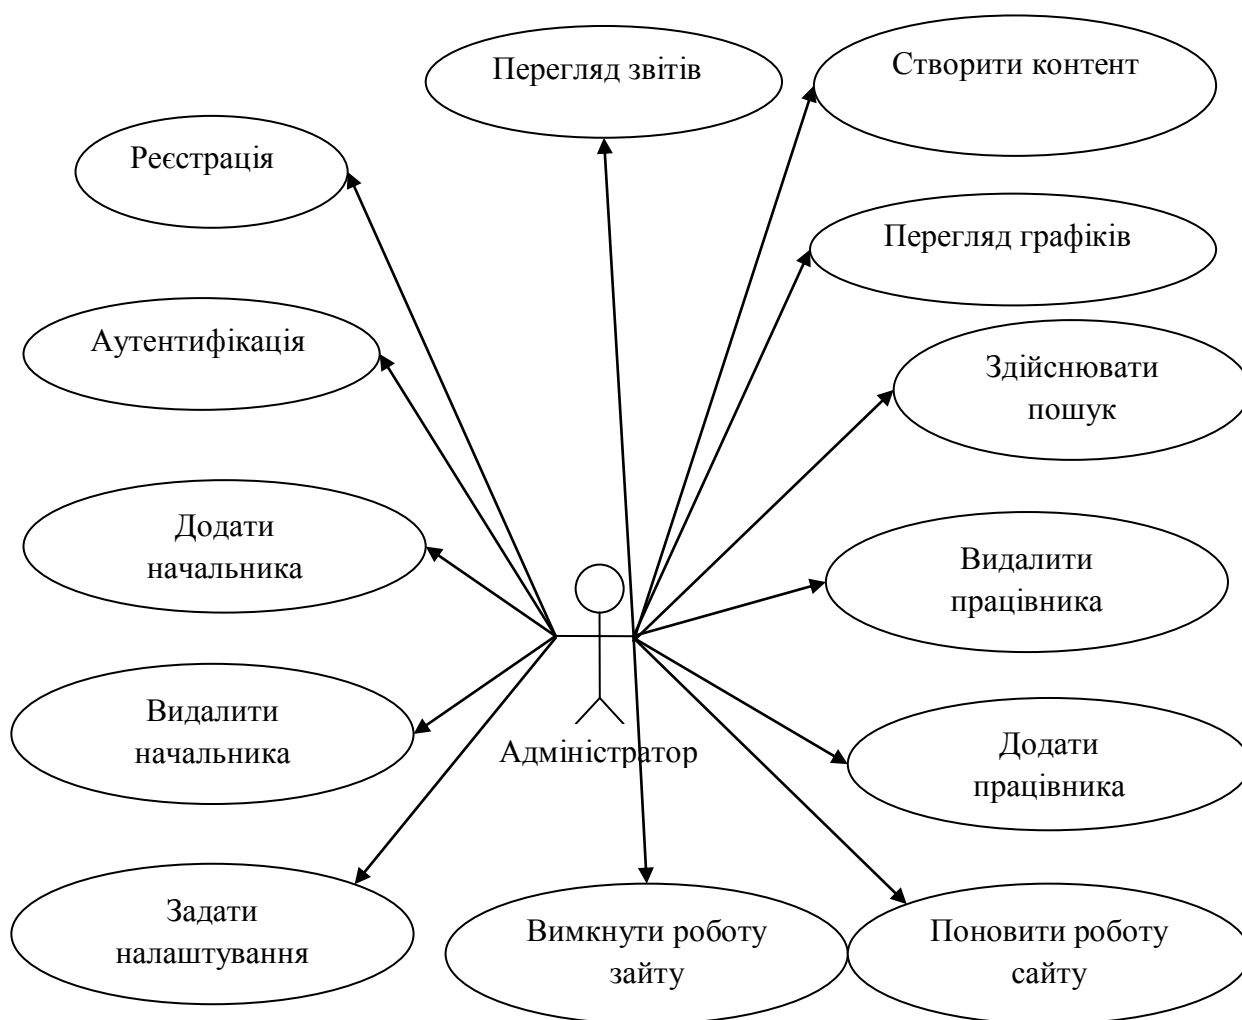 Перегляд звітів
Створити контент
Реєстрація
Перегляд графіків
Аутентифікація
Здійснювати
пошук
Додати
начальника
Видалити
працівника
Видалити
начальника
Адміністратор
Додати
працівника
Задати
налаштування
Вимкнути роботу
зайту
Поновити роботу
сайту